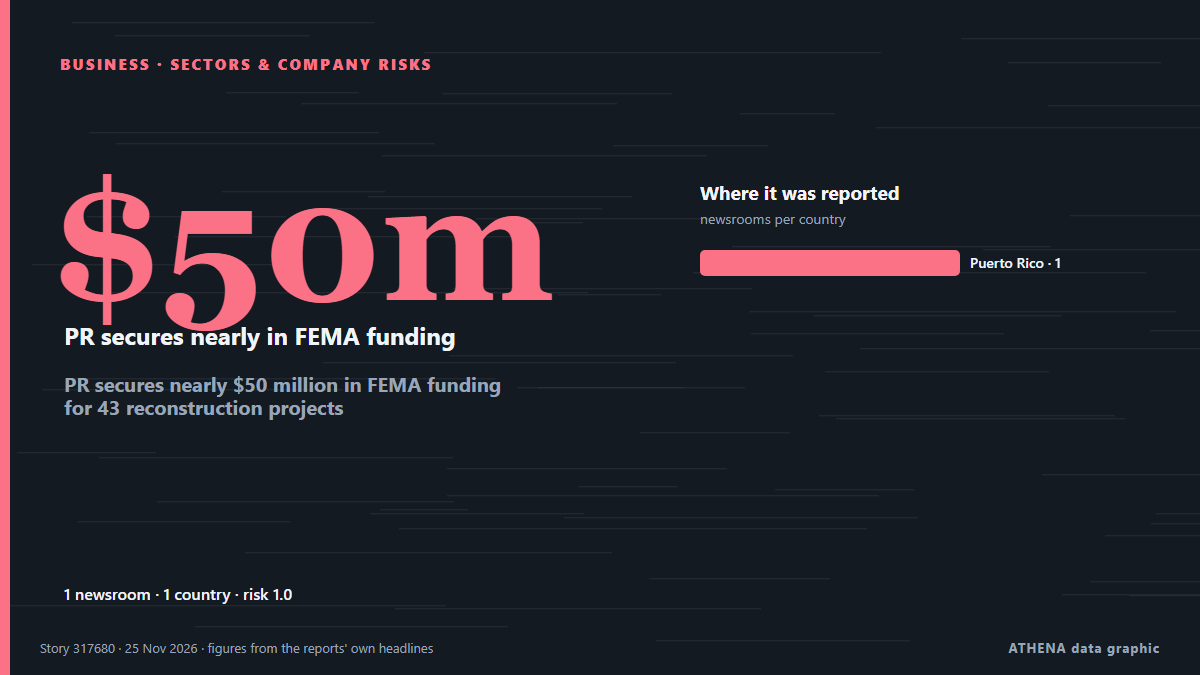 BUSINESS · SECTORS & COMPANY RISKS
$50m
PR secures nearly in FEMA funding
PR secures nearly $50 million in FEMA funding
for 43 reconstruction projects
Where it was reported
newsrooms per country
Puerto Rico · 1
1 newsroom · 1 country · risk 1.0
Story 317680 · 25 Nov 2026 · figures from the reports' own headlines
ATHENA data graphic